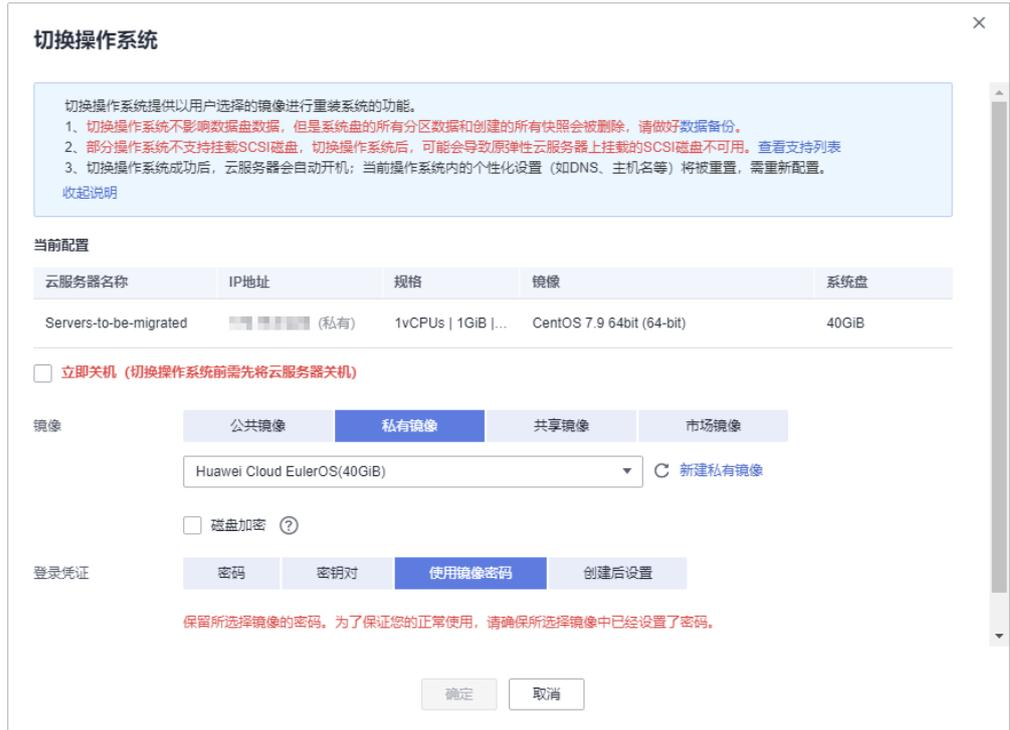 切换操作系统
切换操作系统提供以用户选择的镜像进行重装系统的功能。
1、切换操作系统不影响数据盘数据，但是系统盘的所有分区数据和创建的所有快照会被删除，请做好数据备份。
2、部分操作系统不支持挂载SCSI磁盘，切换操作系统后，可能会导致原弹性云服务器上挂载的SCSI磁盘不可用。查看支持列表
3、切换操作系统成功后，云服务器会自动开机；当前操作系统内的个性化设置（如DNS、主机名等）将被重置，需重新配置。
收起说明
当前配置
云服务器名称 IP地址 规格 镜像 系统盘
Servers-to-be-migrated (私有) 1vCPUs | 1GiB |... CentOS 7.9 64bit (64-bit) 40GiB
立即关机（切换操作系统前需先将云服务器关机）
镜像 公共镜像 私有镜像 共享镜像 市场镜像
Huawei Cloud EulerOS(40GiB) 新建私有镜像
磁盘加密 ?
登录凭证 密码 密钥对 使用镜像密码 创建后设置
保留所选择镜像的密码。为了保证您的正常使用，请确保所选择镜像中已经设置了密码。
确定 取消